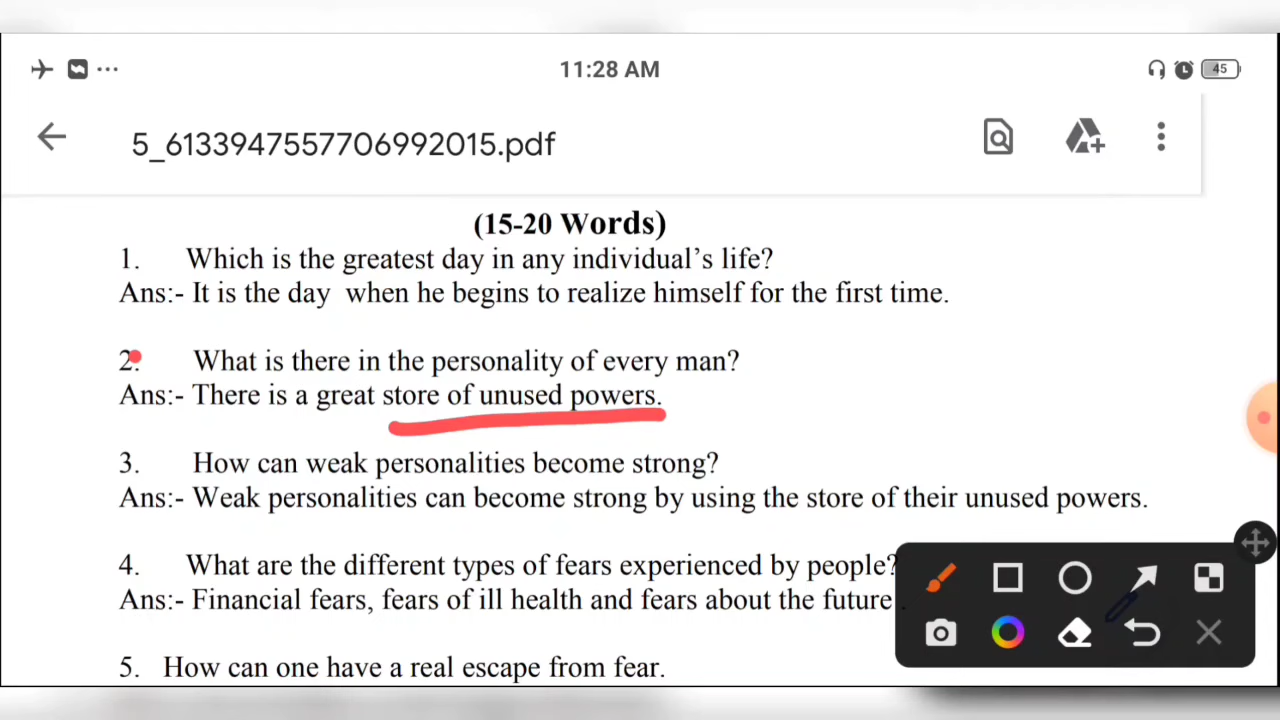 11:28 AM
45
5_6133947557706992015.pdf
(15-20 Words)
1. Which is the greatest day in any individual’s life?
Ans:- It is the day when he begins to realize himself for the first time.
2. What is there in the personality of every man?
Ans:- There is a great store of unused powers.
3. How can weak personalities become strong?
Ans:- Weak personalities can become strong by using the store of their unused powers.
4. What are the different types of fears experienced by people?
Ans:- Financial fears, fears of ill health and fears about the future .
5. How can one have a real escape from fear.